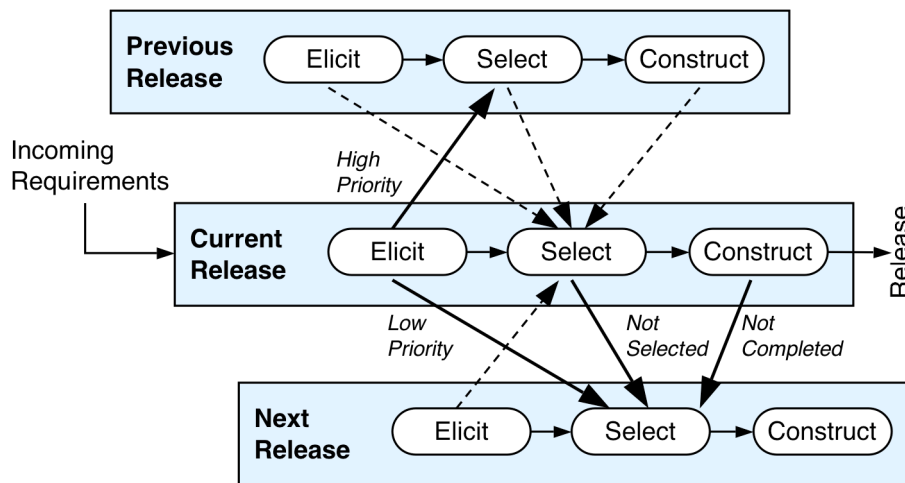 Previous
Release
Elicit
Select
Construct
High
Priority
Incoming
Requirements
Current
Release
Elicit
Select
Construct
Release
Low
Priority
Not
Selected
Not
Completed
Next
Release
Elicit
Select
Construct